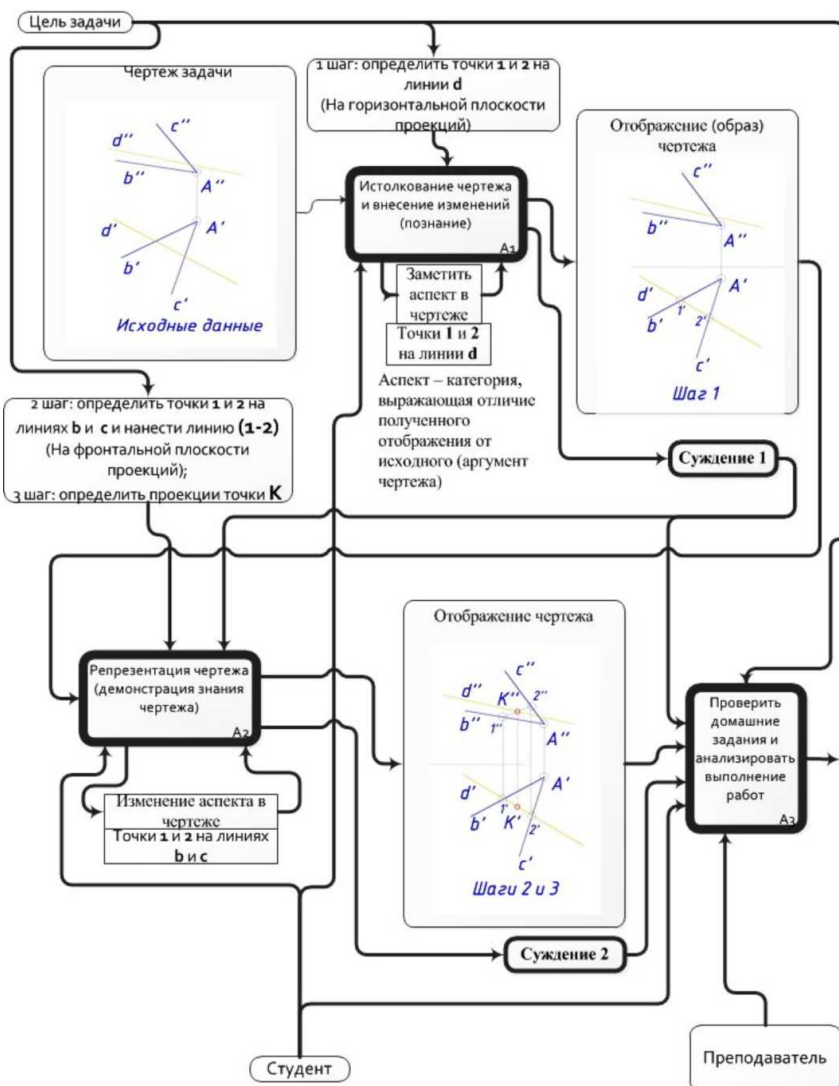 Цель задачи
Чертеж задачи
c''
d''
b''
A''
d'
A'
b'
c'
Исходные данные
1 шаг: определить точки 1 и 2 на
линии d
(На горизонтальной плоскости
проекций)
Истолкование чертежа
и внесение изменений
(познание)
A1
Заметить
аспект в
чертеже
Точки 1 и 2
на линии d
Аспект – категория,
выражающая отличие
полученного
отображения от
исходного (аргумент
чертежа)
Отображение (образ)
чертежа
c''
b''
A''
d'
A'
b'
1'
2'
c'
Шаг 1
Суждение 1
2 шаг: определить точки 1 и 2 на
линиях b и c и нанести линию (1-2)
(На фронтальной плоскости
проекций);
3 шаг: определить проекции точки K
Репрезентация чертежа
(демонстрация знания
чертежа)
A2
Изменение аспекта в
чертеже
Точки 1 и 2 на линиях
b и c
Отображение чертежа
c''
d''
K''
2''
b''
1''
A''
d'
A'
b'
1'
K'
2'
c'
Шаги 2 и 3
Суждение 2
Проверить
домашние
задания и
анализировать
выполнение
работ
A3
Студент
Преподаватель